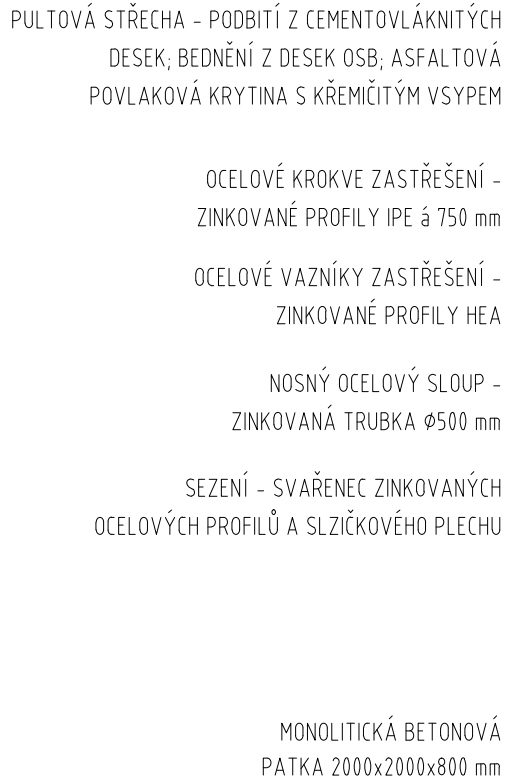 PULTOVÁ STŘECHA - PODBITÍ Z CEMENTOVLÁKNITÝCH
DESEK; BEDNĚNÍ Z DESEK OSB; ASFALTOVÁ
POVLAKOVÁ KRYTINA S KŘEMIČITÝM VSYPEM
OCELOVÉ KROKVE ZASTŘEŠENÍ -
ZINKOVANÉ PROFILY IPE á 750 mm
OCELOVÉ VAZNÍKY ZASTŘEŠENÍ -
ZINKOVANÉ PROFILY HEA
NOSNÝ OCELOVÝ SLOUP -
ZINKOVANÁ TRUBKA Ø500 mm
SEZENÍ - SVAŘENEC ZINKOVANÝCH
OCELOVÝCH PROFILŮ A SLZIČKOVÉHO PLECHU
MONOLITICKÁ BETONOVÁ
PATKA 2000x2000x800 mm